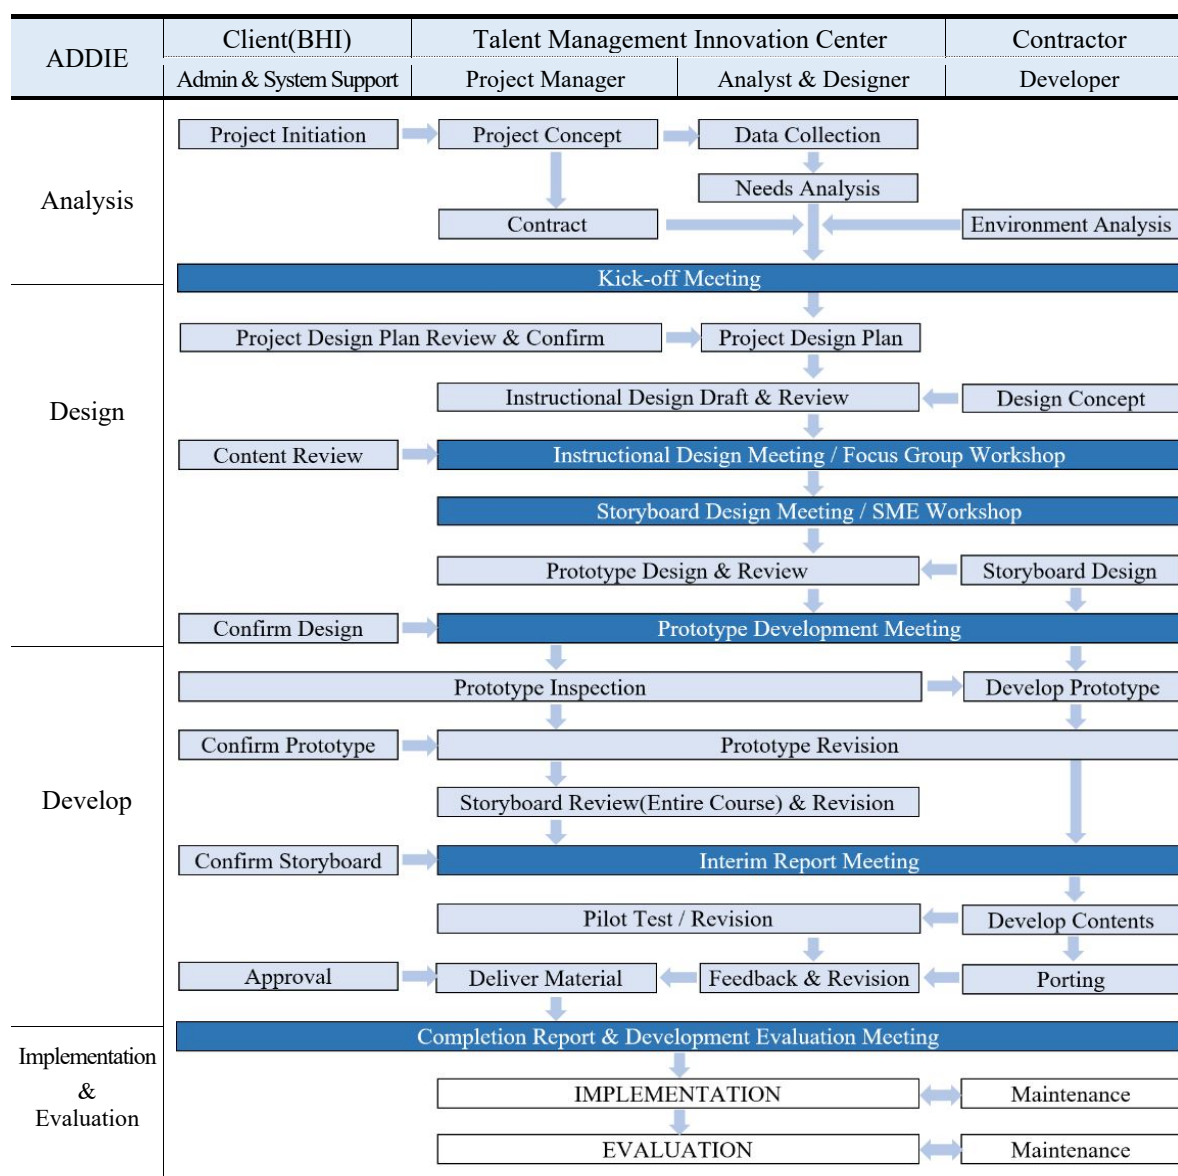 ADDIE
Client(BHI)
Talent Management Innovation Center
Contractor
Admin & System Support
Project Manager
Analyst & Designer
Developer
Analysis
Project Initiation
Project Concept
Data Collection
Needs Analysis
Contract
Environment Analysis
Kick-off Meeting
Design
Project Design Plan Review & Confirm
Project Design Plan
Instructional Design Draft & Review
Design Concept
Content Review
Instructional Design Meeting / Focus Group Workshop
Storyboard Design Meeting / SME Workshop
Prototype Design & Review
Storyboard Design
Confirm Design
Prototype Development Meeting
Develop
Prototype Inspection
Develop Prototype
Confirm Prototype
Prototype Revision
Storyboard Review(Entire Course) & Revision
Confirm Storyboard
Interim Report Meeting
Pilot Test / Revision
Develop Contents
Approval
Deliver Material
Feedback & Revision
Porting
Implementation
&
Evaluation
Completion Report & Development Evaluation Meeting
IMPLEMENTATION
Maintenance
EVALUATION
Maintenance